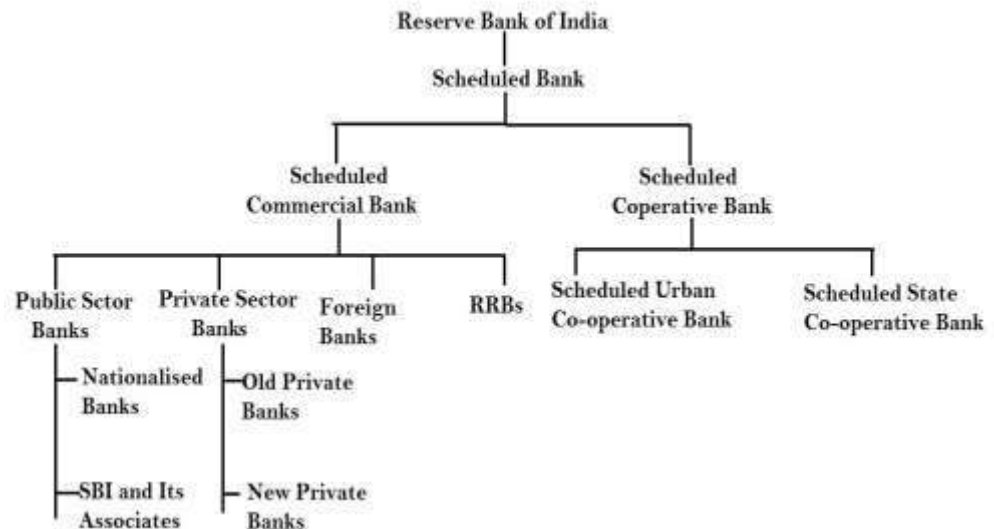 Reserve Bank of India
Scheduled Bank
Scheduled
Commercial Bank
Scheduled
Coperative Bank
Public Sctor
Banks
Private Sector
Banks
Foreign
Banks
RRBs
Scheduled Urban
Co-operative Bank
Scheduled State
Co-operative Bank
Nationalised
Banks
SBI and Its
Associates
Old Private
Banks
New Private
Banks